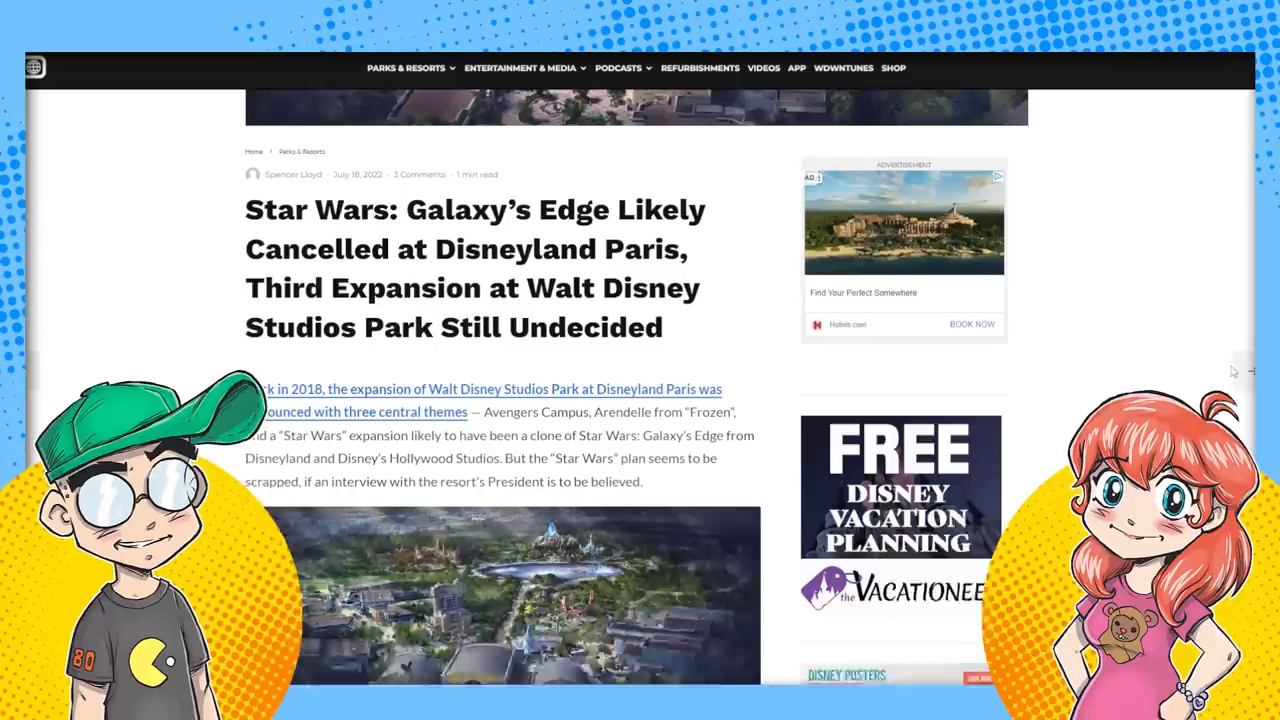 PARKS & RESORTS ENTERTAINMENT & MEDIA PODCASTS REFURBISHMENTS VIDEOS APP WDWNTUNES SHOP
Home > Parks & Resorts
Spencer Lloyd · July 18, 2022 · 3 Comments · 1 min read
Star Wars: Galaxy's Edge Likely
Cancelled at Disneyland Paris,
Third Expansion at Walt Disney
Studios Park Still Undecided
in 2018, the expansion of Walt Disney Studios Park at Disneyland Paris was
with three central themes — Avengers Campus, Arendelle from “Frozen”,
a “Star Wars” expansion likely to have been a clone of Star Wars: Galaxy's Edge from
Disneyland and Disney's Hollywood Studios. But the “Star Wars” plan seems to be
scrapped, if an interview with the resort's President is to be believed.
ADVERTISEMENT
AD
Find Your Perfect Somewhere
Hotels.com BOOK NOW
FREE
DISNEY
VACATION
PLANNING
the VACATIONEE
DISNEY POSTERS
80